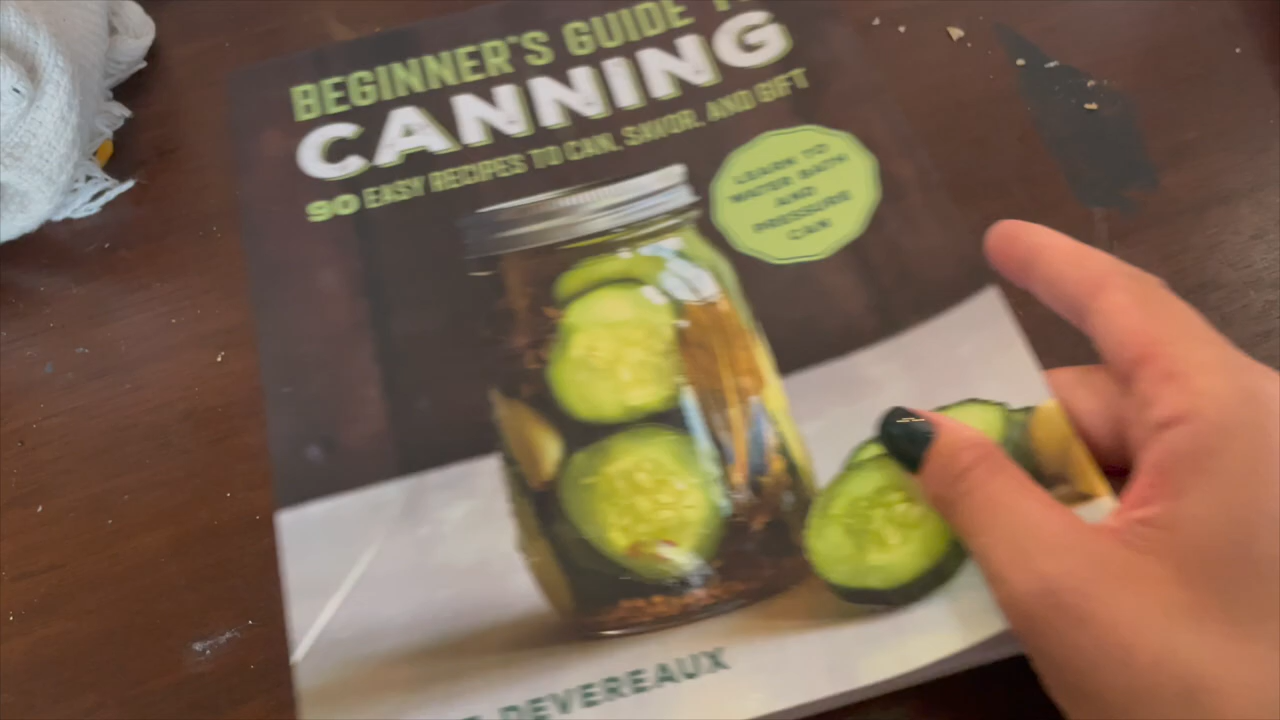 BEGINNER'S GUIDE
CANNING
90 EASY RECIPES TO CAN, SAVOR, AND GIFT
LEARN TO
WATER BATH
AND
PRESSURE
CAN
DEVEREAUX